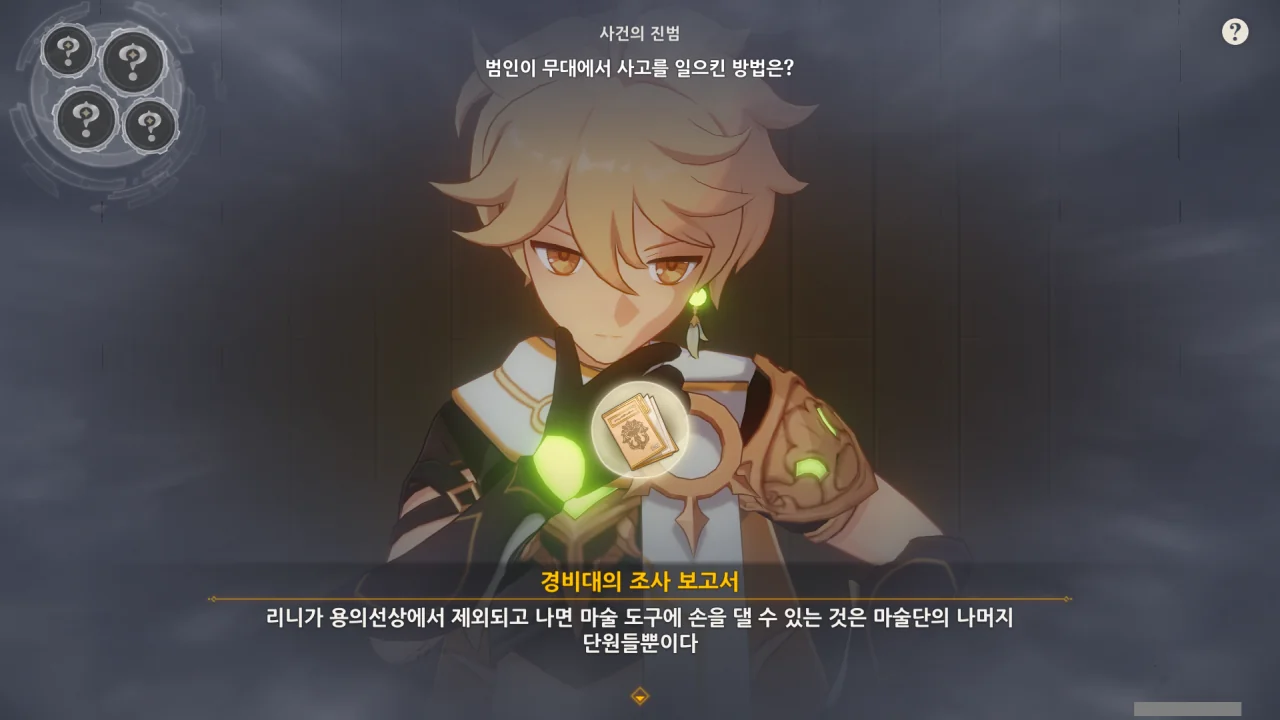 사건의 진범
범인이 무대에서 사고를 일으킨 방법은?
경비대의 조사 보고서
리니가 용의선상에서 제외되고 나면 마술 도구에 손을 댈 수 있는 것은 마술단의 나머지
단원들뿐이다